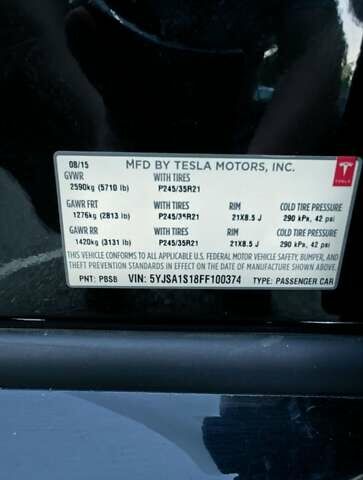 08/15 MFD BY TESLA MOTORS, INC.
GVWR WITH TIRES
2590kg (5710 lb) P245/35R21
TESLA
GAWR FRT WITH TIRES RIM COLD TIRE PRESSURE
1276kg (2813 lb) P245/35R21 21X8.5 J 290 kPs, 42 psi
GAWR RR WITH TIRES RIM COLD TIRE PRESSURE
1420kg (3131 lb) P245/35R21 21X8.5 J 290 kPs, 42 psi
THIS VEHICLE CONFORMS TO ALL APPLICABLE U.S. FEDERAL MOTOR VEHICLE SAFETY, BUMPER, AND
THEFT PREVENTION STANDARDS IN EFFECT ON THE DATE OF MANUFACTURE SHOWN ABOVE.
PNT: PBSB VIN: 5YJSA1S18FF100374 TYPE: PASSENGER CAR